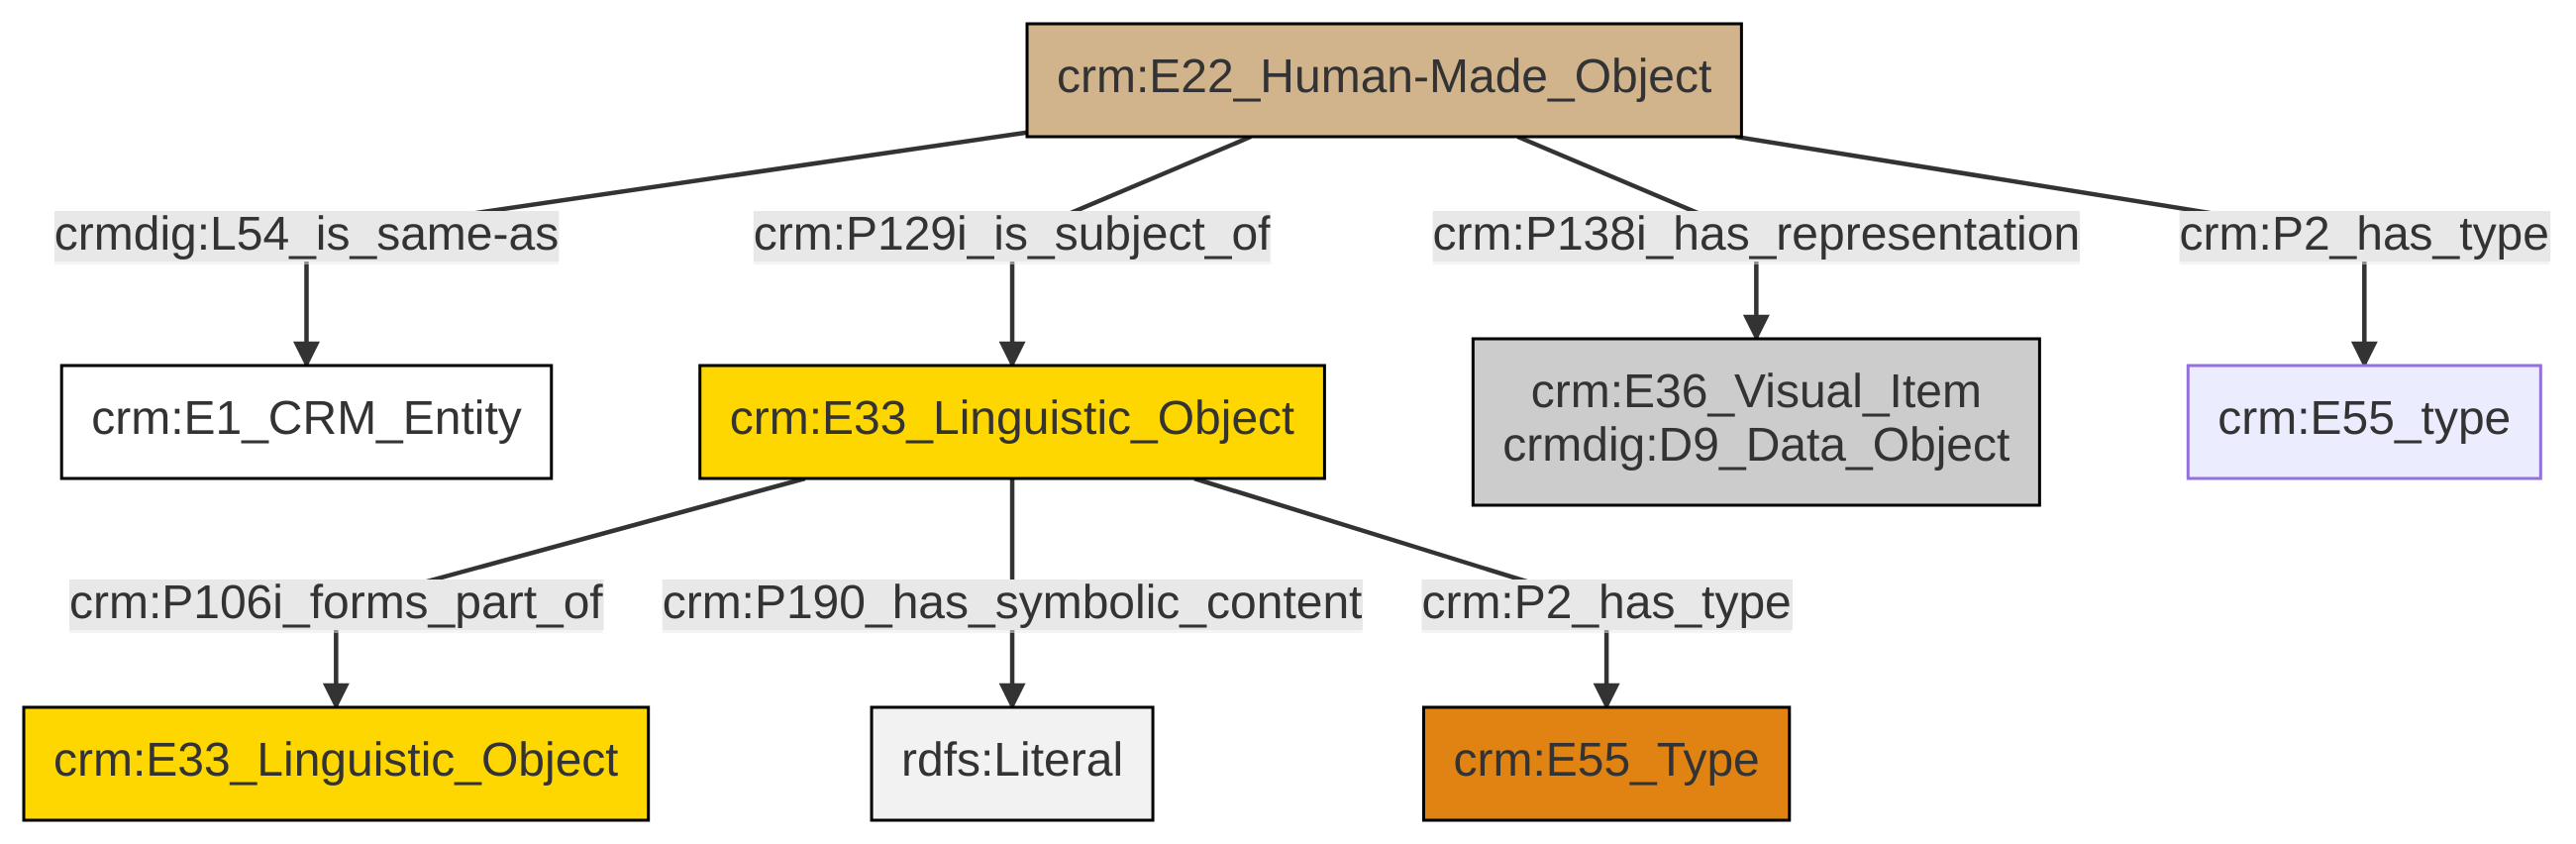 crm:E22_Human-Made_Object
crmdig:L54_is_same-as
crm:P129i_is_subject_of
crm:P138i_has_representation
crm:P2_has_type
crm:E1_CRM_Entity
crm:E33_Linguistic_Object
crm:E36_Visual_Item
crmdig:D9_Data_Object
crm:E55_type
crm:P106i_forms_part_of
crm:P190_has_symbolic_content
crm:P2_has_type
crm:E33_Linguistic_Object
rdfs:Literal
crm:E55_Type